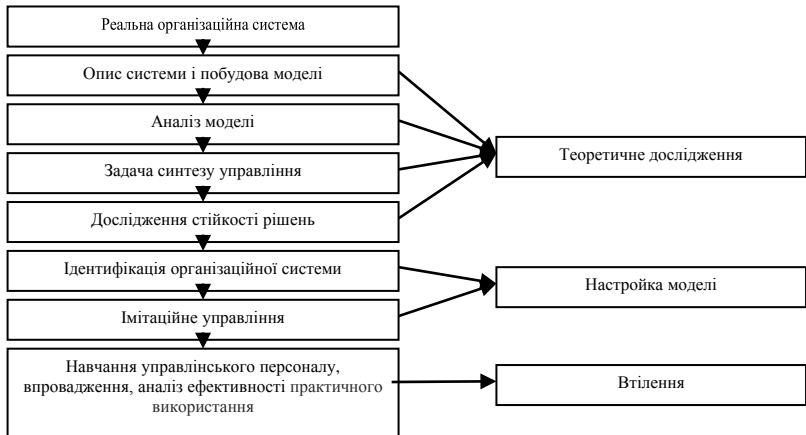 Реальна організаційна система
Опис системи і побудова моделі
Аналіз моделі
Задача синтезу управління
Дослідження стійкості рішень
Ідентифікація організаційної системи
Імітаційне управління
Навчання управлінського персоналу,
впровадження, аналіз ефективності практичного
використання
Теоретичне дослідження
Настройка моделі
Втілення